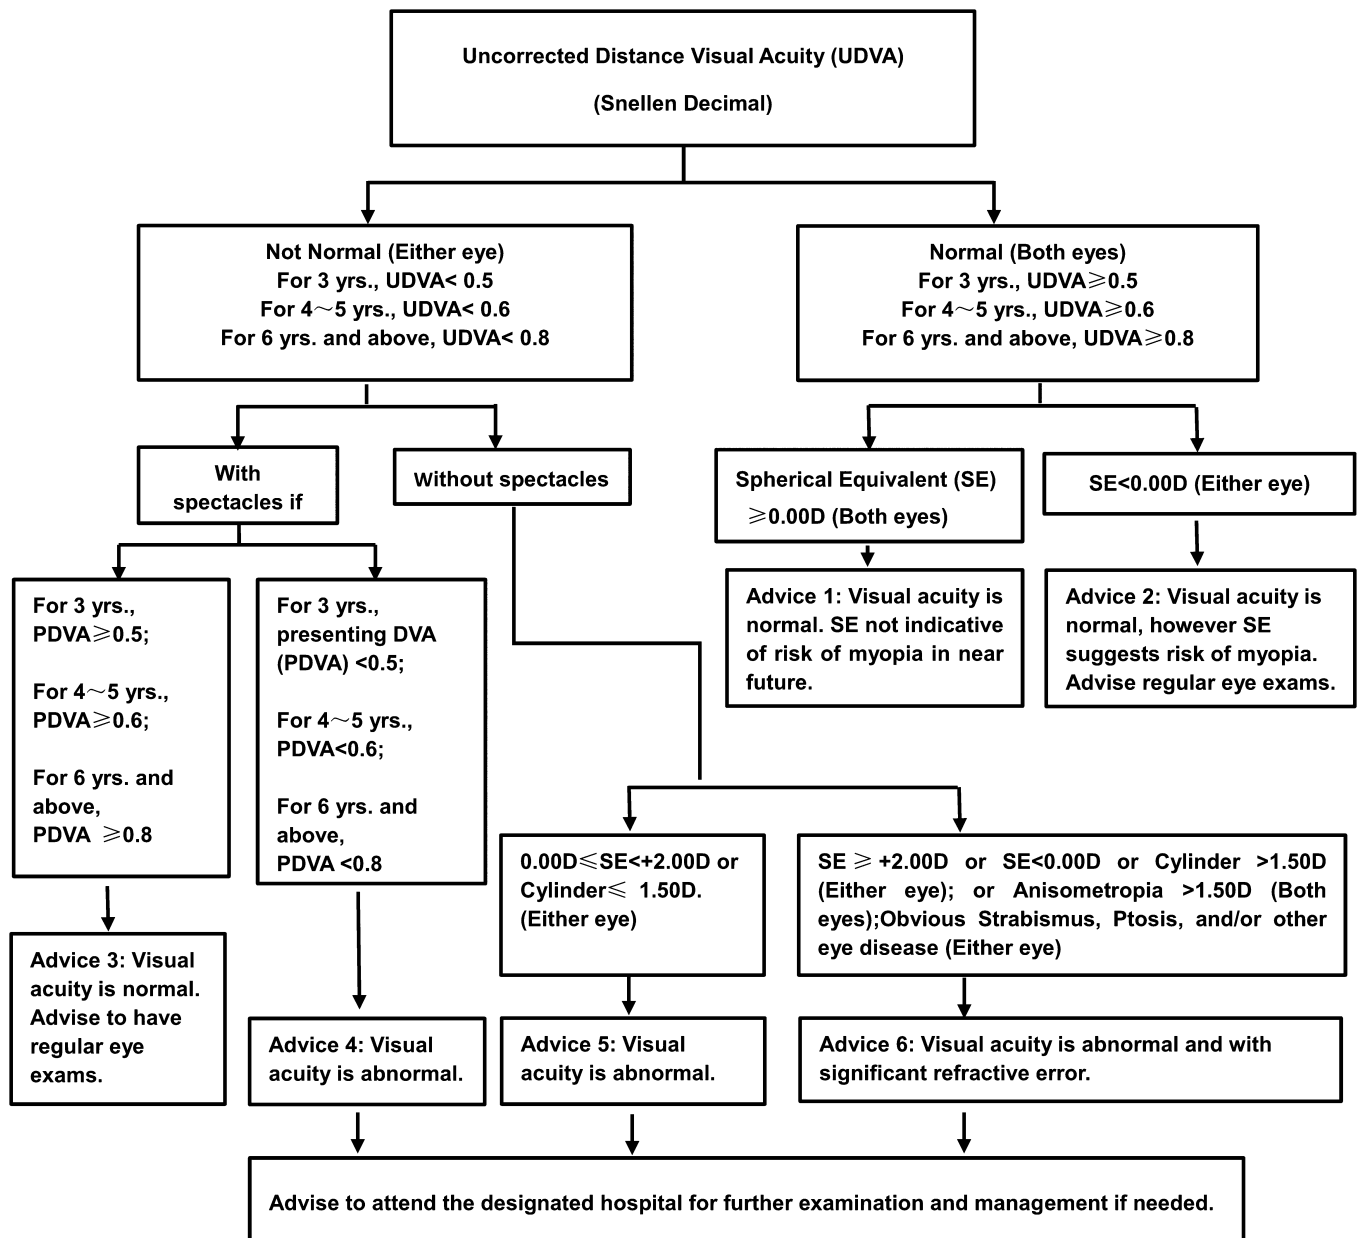 Uncorrected Distance Visual Acuity (UDVA)
(Snellen Decimal)
Not Normal (Either eye)
For 3 yrs., UDVA< 0.5
For 4～5 yrs., UDVA< 0.6
For 6 yrs. and above, UDVA< 0.8
Normal (Both eyes)
For 3 yrs., UDVA≥0.5
For 4～5 yrs., UDVA≥0.6
For 6 yrs. and above, UDVA≥0.8
With
spectacles if
Without spectacles
Spherical Equivalent (SE)
≥0.00D (Both eyes)
SE<0.00D (Either eye)
For 3 yrs.,
PDVA≥0.5;
For 4～5 yrs.,
PDVA≥0.6;
For 6 yrs. and
above,
PDVA ≥0.8
For 3 yrs.,
presenting DVA
(PDVA) <0.5;
For 4～5 yrs.,
PDVA<0.6;
For 6 yrs. and
above,
PDVA <0.8
Advice 1: Visual acuity is
normal. SE not indicative
of risk of myopia in near
future.
Advice 2: Visual acuity is
normal, however SE
suggests risk of myopia.
Advise regular eye exams.
0.00D≤SE<+2.00D or
Cylinder≤ 1.50D.
(Either eye)
SE ≥ +2.00D or SE<0.00D or Cylinder >1.50D
(Either eye); or Anisometropia >1.50D (Both
eyes);Obvious Strabismus, Ptosis, and/or other
eye disease (Either eye)
Advice 3: Visual
acuity is normal.
Advise to have
regular eye
exams.
Advice 4: Visual
acuity is abnormal.
Advice 5: Visual
acuity is abnormal.
Advice 6: Visual acuity is abnormal and with
significant refractive error.
Advise to attend the designated hospital for further examination and management if needed.